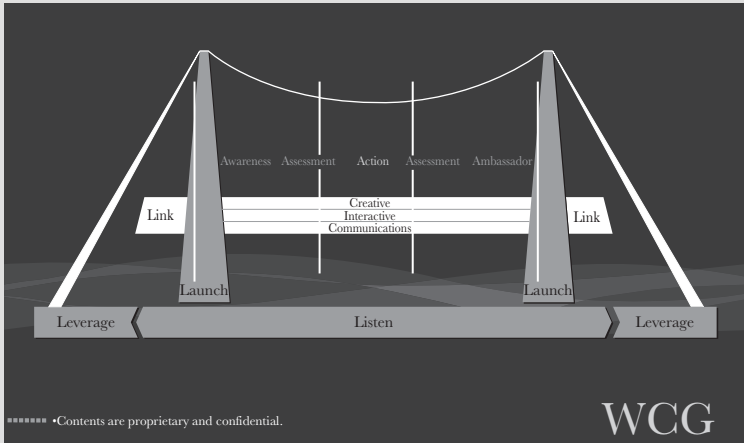 Awareness Assessment Action Assessment Ambassador
Creative
Link Interactive Link
Communications
Launch Launch
Leverage Listen Leverage
•Contents are proprietary and confidential.
WCG